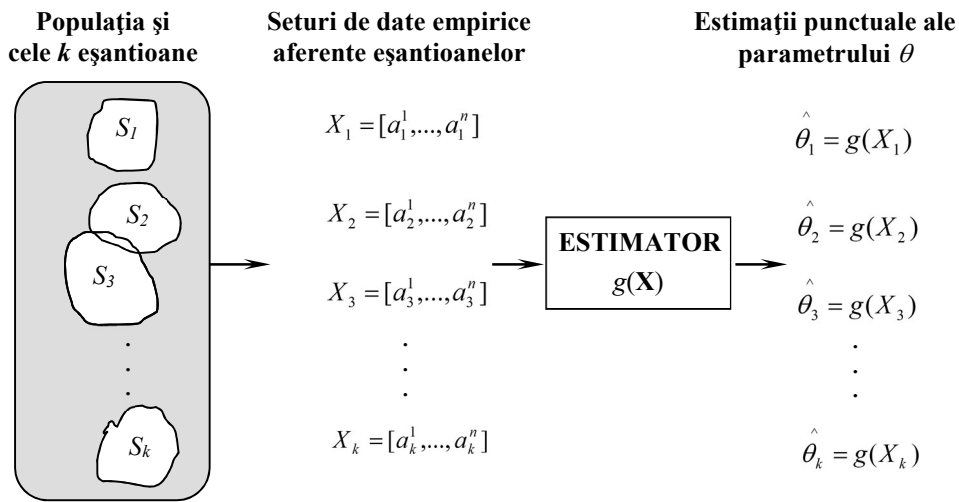 Populaţia şi
cele k eşantioane
Seturi de date empirice
aferente eşantioanelor
Estimaţii punctuale ale
parametrului θ
S₁
S₂
S₃
.
.
.
Sₖ
X₁ = [a₁¹,...,a₁ⁿ]
X₂ = [a₂¹,...,a₂ⁿ]
X₃ = [a₃¹,...,a₃ⁿ]
.
.
.
Xₖ = [aₖ¹,...,aₖⁿ]
ESTIMATOR
g(X)
θ̂₁ = g(X₁)
θ̂₂ = g(X₂)
θ̂₃ = g(X₃)
.
.
.
θ̂ₖ = g(Xₖ)